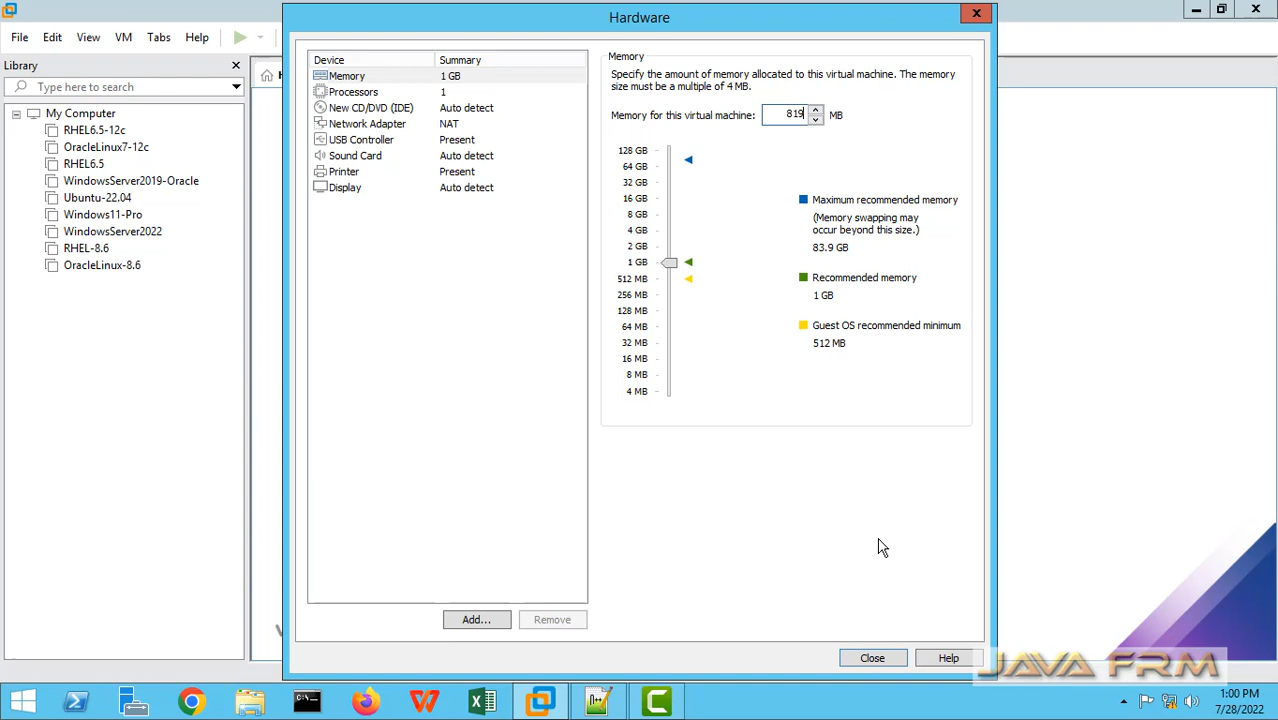 Hardware
File Edit View VM Tabs Help
Library
Type here to search
My Computer
RHEL6.5-12c
OracleLinux7-12c
RHEL6.5
WindowsServer2019-Oracle
Ubuntu-22.04
Windows11-Pro
WindowsServer2022
RHEL-8.6
OracleLinux-8.6
Device Summary
Memory 1 GB
Processors 1
New CD/DVD (IDE) Auto detect
Network Adapter NAT
USB Controller Present
Sound Card Auto detect
Printer Present
Display Auto detect
Add... Remove
Memory
Specify the amount of memory allocated to this virtual machine. The memory
size must be a multiple of 4 MB.
Memory for this virtual machine: 819 MB
128 GB
64 GB
32 GB
16 GB
8 GB
4 GB
2 GB
1 GB
512 MB
256 MB
128 MB
64 MB
32 MB
16 MB
8 MB
4 MB
Maximum recommended memory
(Memory swapping may
occur beyond this size.)
83.9 GB
Recommended memory
1 GB
Guest OS recommended minimum
512 MB
Close Help
JAVA FRM
1:00 PM
7/28/2022